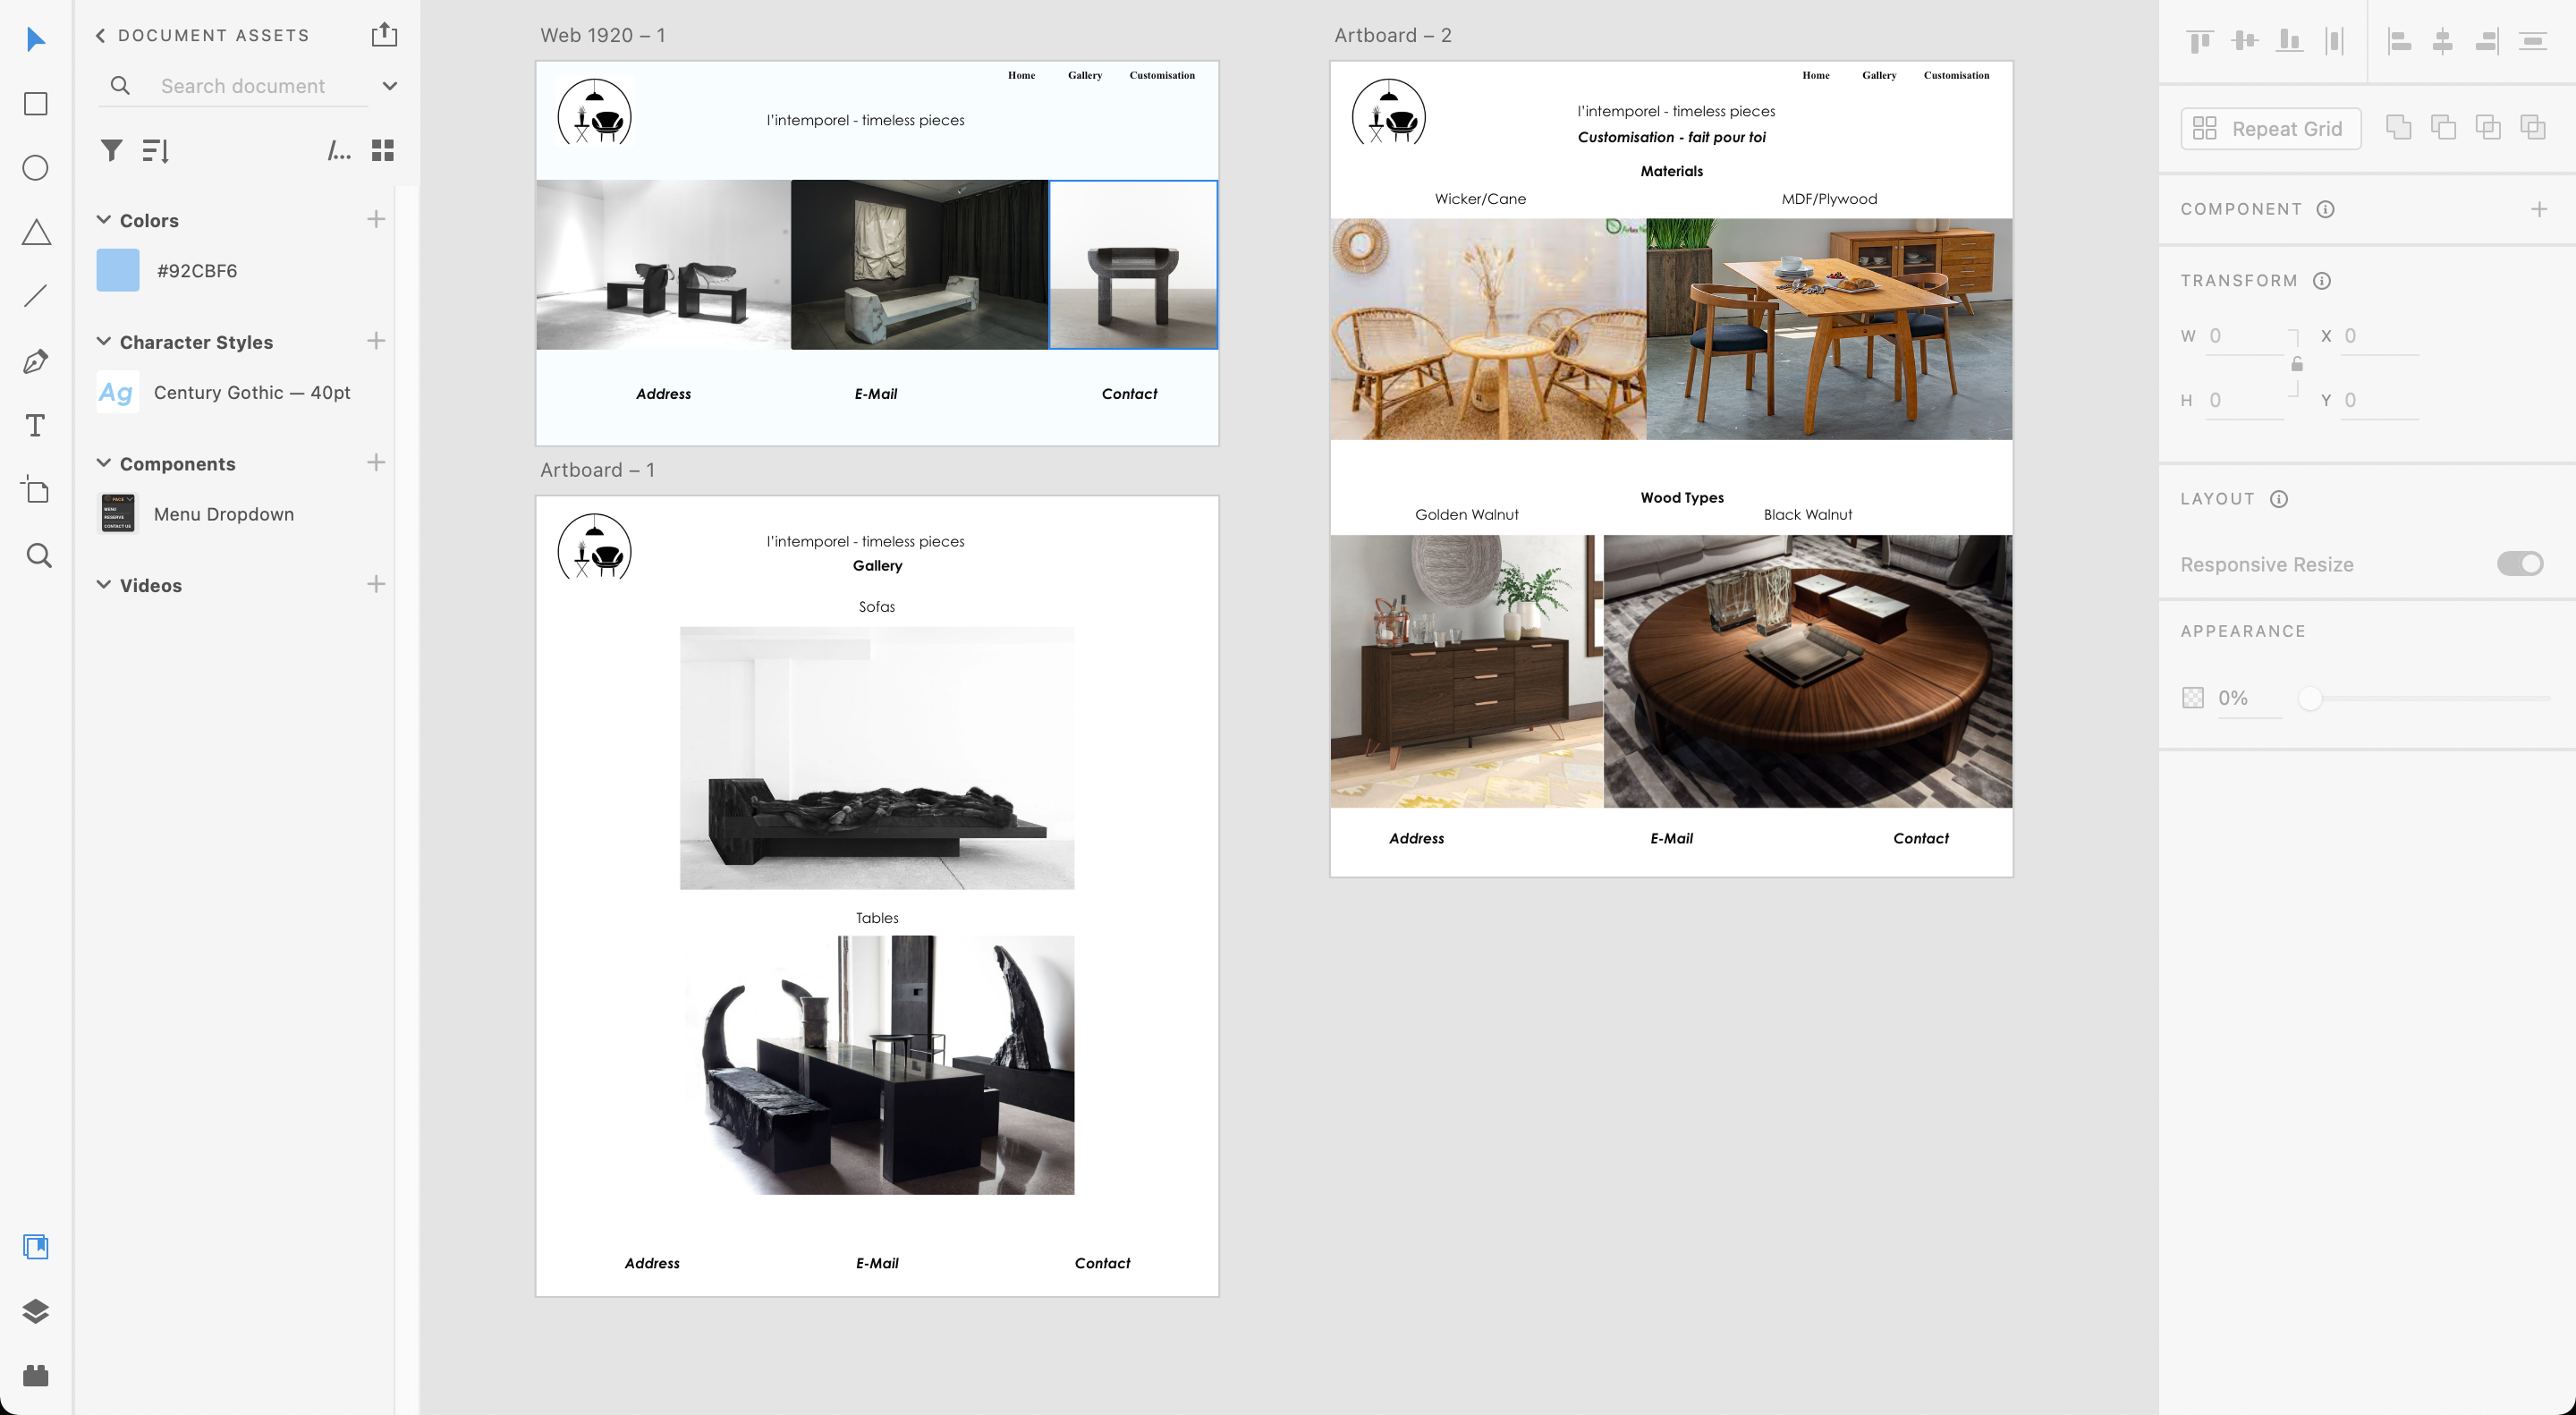 DOCUMENT ASSETS
Search document
/...
Colors
#92CBF6
Character Styles
Ag
Century Gothic — 40pt
Components
Menu Dropdown
Videos
Web 1920 – 1
Home Gallery Customisation
l'intemporel - timeless pieces
Address E-Mail Contact
Artboard – 1
l'intemporel - timeless pieces
Gallery
Sofas
Tables
Address E-Mail Contact
Artboard – 2
Home Gallery Customisation
l'intemporel - timeless pieces
Customisation - fait pour toi
Materials
Wicker/Cane MDF/Plywood
Wood Types
Golden Walnut Black Walnut
Address E-Mail Contact
Repeat Grid
COMPONENT
TRANSFORM
W 0 X 0
H 0 Y 0
LAYOUT
Responsive Resize
APPEARANCE
0%